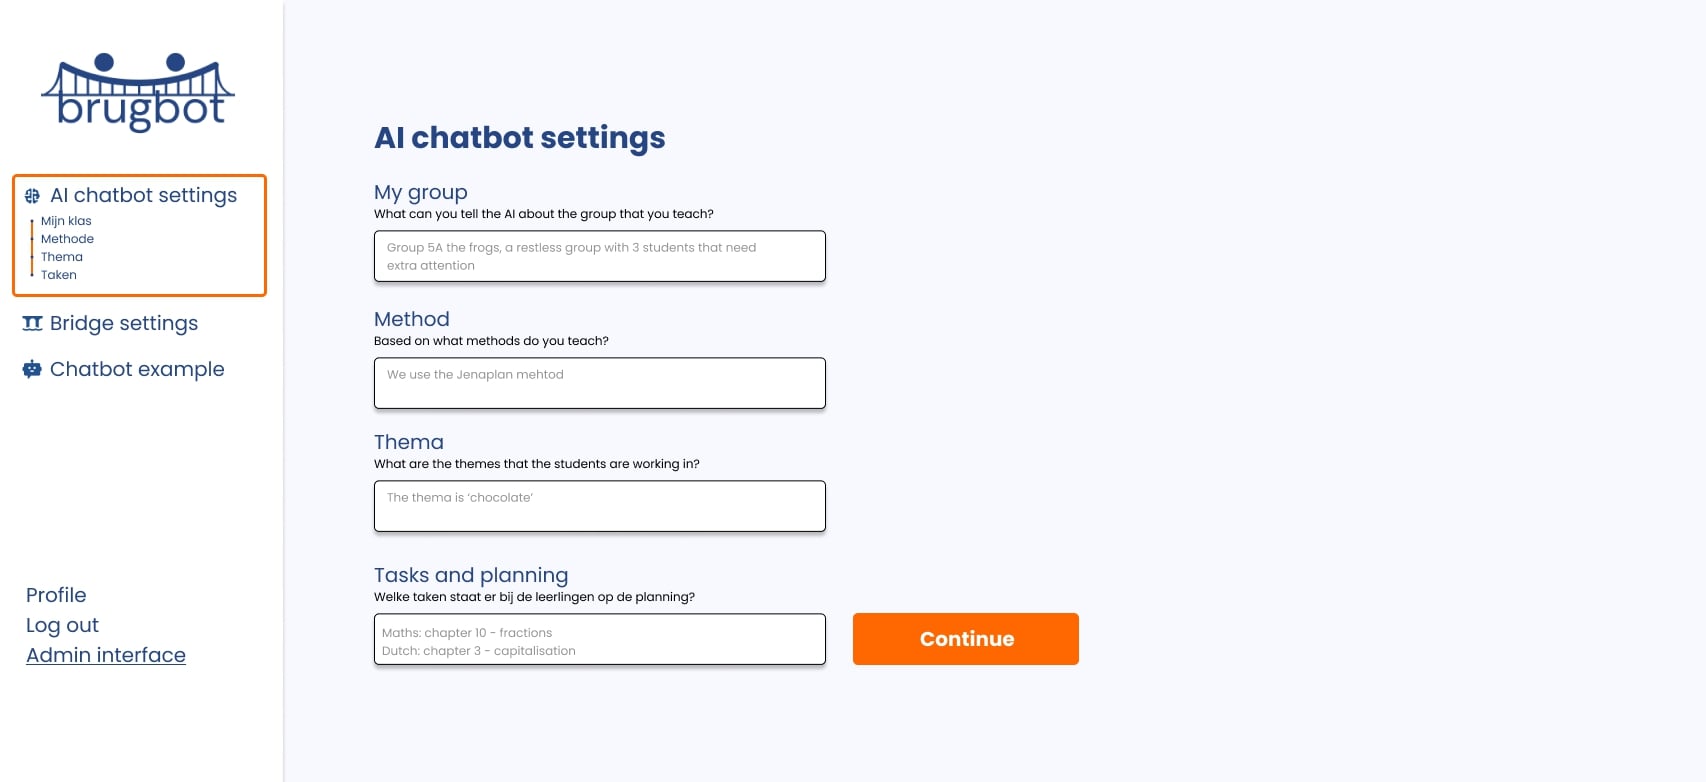 brugbot
AI chatbot settings
Mijn klas
Methode
Thema
Taken
Bridge settings
Chatbot example
Profile
Log out
Admin interface
AI chatbot settings
My group
What can you tell the AI about the group that you teach?
Group 5A the frogs, a restless group with 3 students that need
extra attention
Method
Based on what methods do you teach?
We use the Jenaplan mehtod
Thema
What are the themes that the students are working in?
The thema is ‘chocolate’
Tasks and planning
Welke taken staat er bij de leerlingen op de planning?
Maths: chapter 10 - fractions
Dutch: chapter 3 - capitalisation
Continue